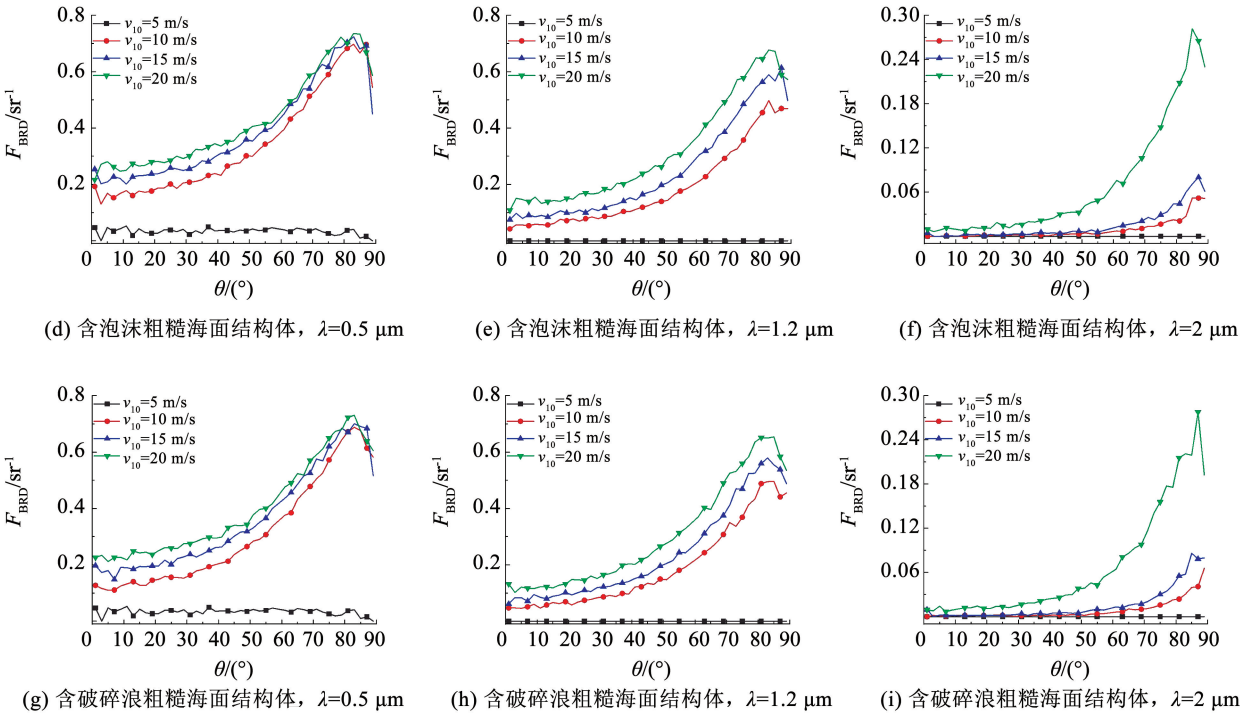 0.8
0.6
0.4
0.2
0 10 20 30 40 50 60 70 80 90
F_BRD/sr⁻¹
θ/(°)
v₁₀=5 m/s
v₁₀=10 m/s
v₁₀=15 m/s
v₁₀=20 m/s
(d) 含泡沫粗糙海面结构体，λ=0.5 μm
0.8
0.6
0.4
0.2
0 10 20 30 40 50 60 70 80 90
F_BRD/sr⁻¹
θ/(°)
v₁₀=5 m/s
v₁₀=10 m/s
v₁₀=15 m/s
v₁₀=20 m/s
(e) 含泡沫粗糙海面结构体，λ=1.2 μm
0.30
0.24
0.18
0.12
0.06
0 10 20 30 40 50 60 70 80 90
F_BRD/sr⁻¹
θ/(°)
v₁₀=5 m/s
v₁₀=10 m/s
v₁₀=15 m/s
v₁₀=20 m/s
(f) 含泡沫粗糙海面结构体，λ=2 μm
0.8
0.6
0.4
0.2
0 10 20 30 40 50 60 70 80 90
F_BRD/sr⁻¹
θ/(°)
v₁₀=5 m/s
v₁₀=10 m/s
v₁₀=15 m/s
v₁₀=20 m/s
(g) 含破碎浪粗糙海面结构体，λ=0.5 μm
0.8
0.6
0.4
0.2
0 10 20 30 40 50 60 70 80 90
F_BRD/sr⁻¹
θ/(°)
v₁₀=5 m/s
v₁₀=10 m/s
v₁₀=15 m/s
v₁₀=20 m/s
(h) 含破碎浪粗糙海面结构体，λ=1.2 μm
0.30
0.24
0.18
0.12
0.06
0 10 20 30 40 50 60 70 80 90
F_BRD/sr⁻¹
θ/(°)
v₁₀=5 m/s
v₁₀=10 m/s
v₁₀=15 m/s
v₁₀=20 m/s
(i) 含破碎浪粗糙海面结构体，λ=2 μm